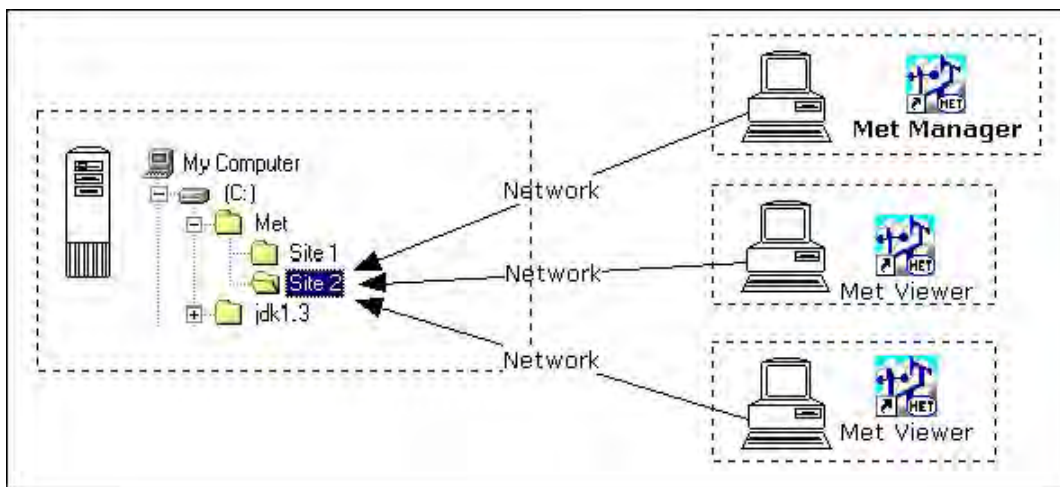 My Computer
(C:)
Met
Site 1
Site 2
jdk1.3
Network
Network
Network
MET
Met Manager
MET
Met Viewer
MET
Met Viewer